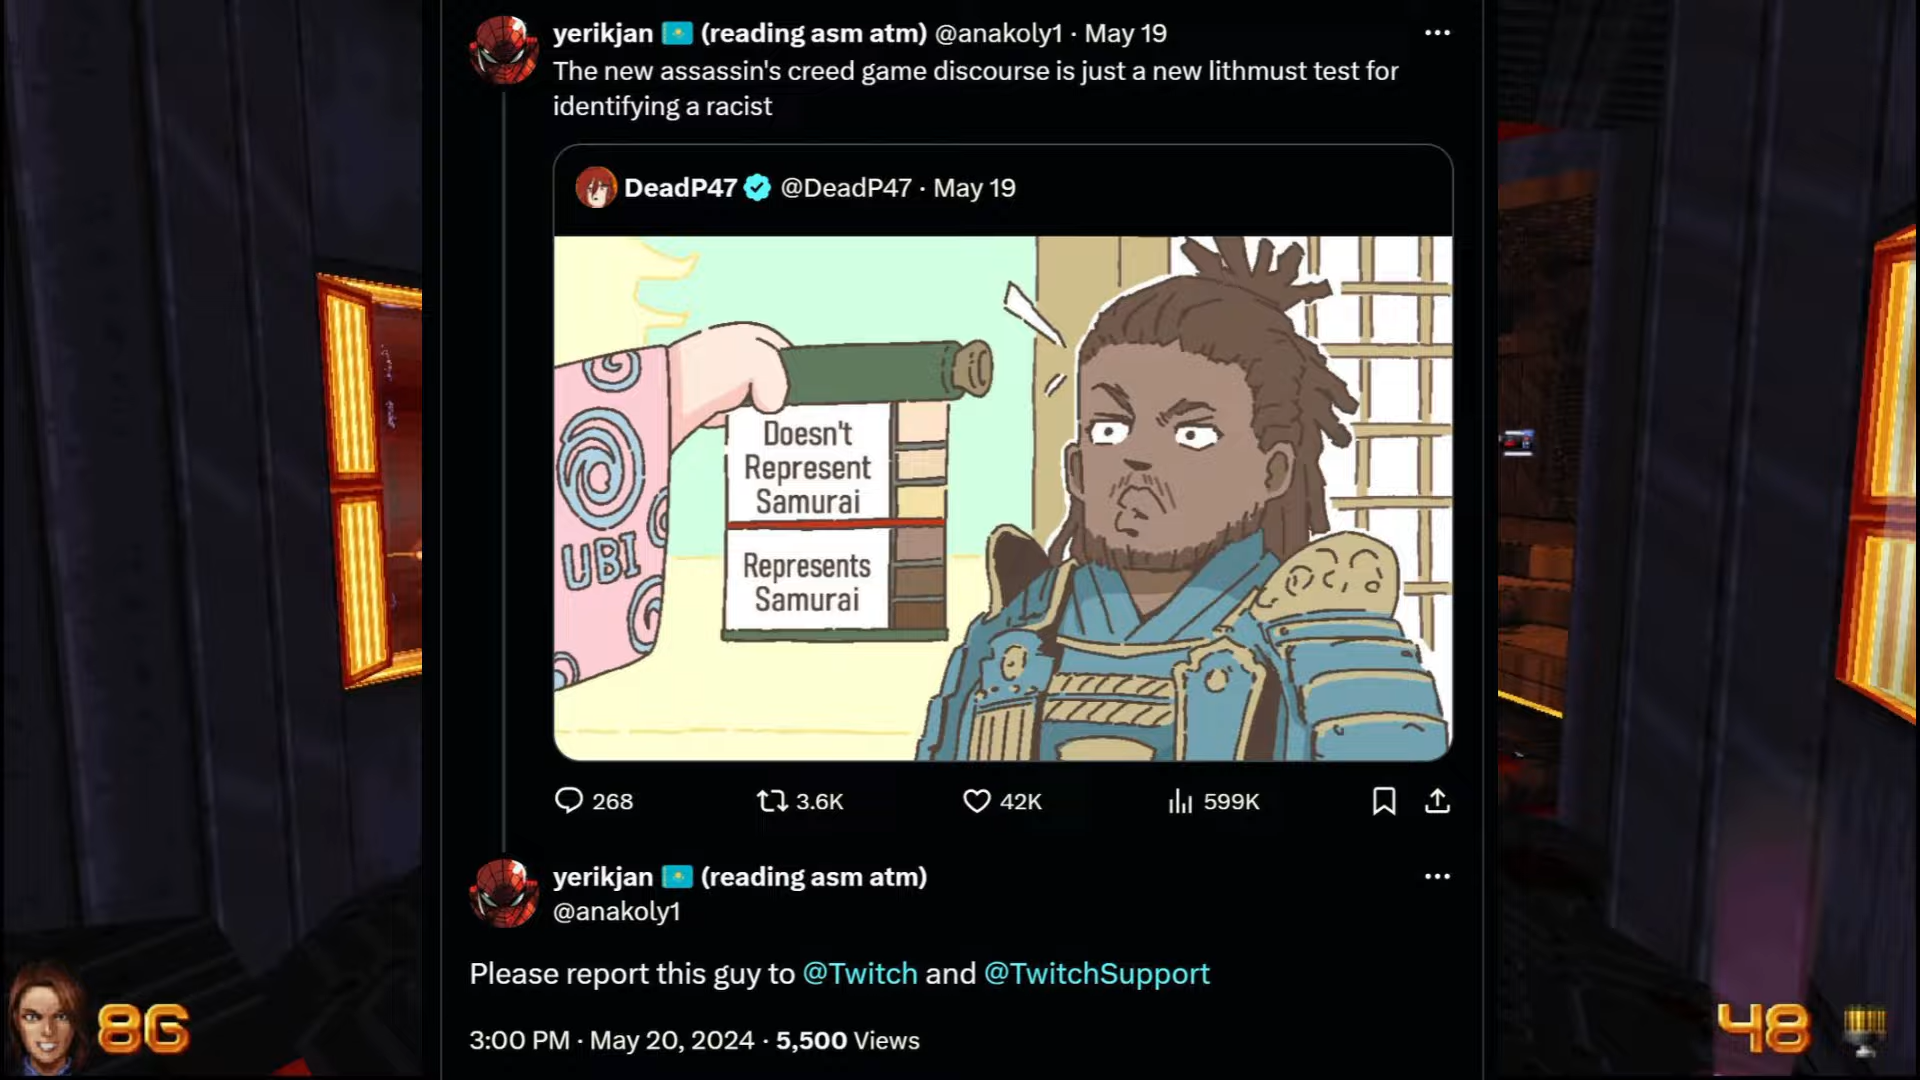 yerikjan (reading asm atm) @anakoly1 · May 19
The new assassin's creed game discourse is just a new lithmust test for
identifying a racist
DeadP47 @DeadP47 · May 19
Doesn't
Represent
Samurai
Represents
Samurai
UBI
268 3.6K 42K 599K
yerikjan (reading asm atm)
@anakoly1
Please report this guy to @Twitch and @TwitchSupport
3:00 PM · May 20, 2024 · 5,500 Views
86
48